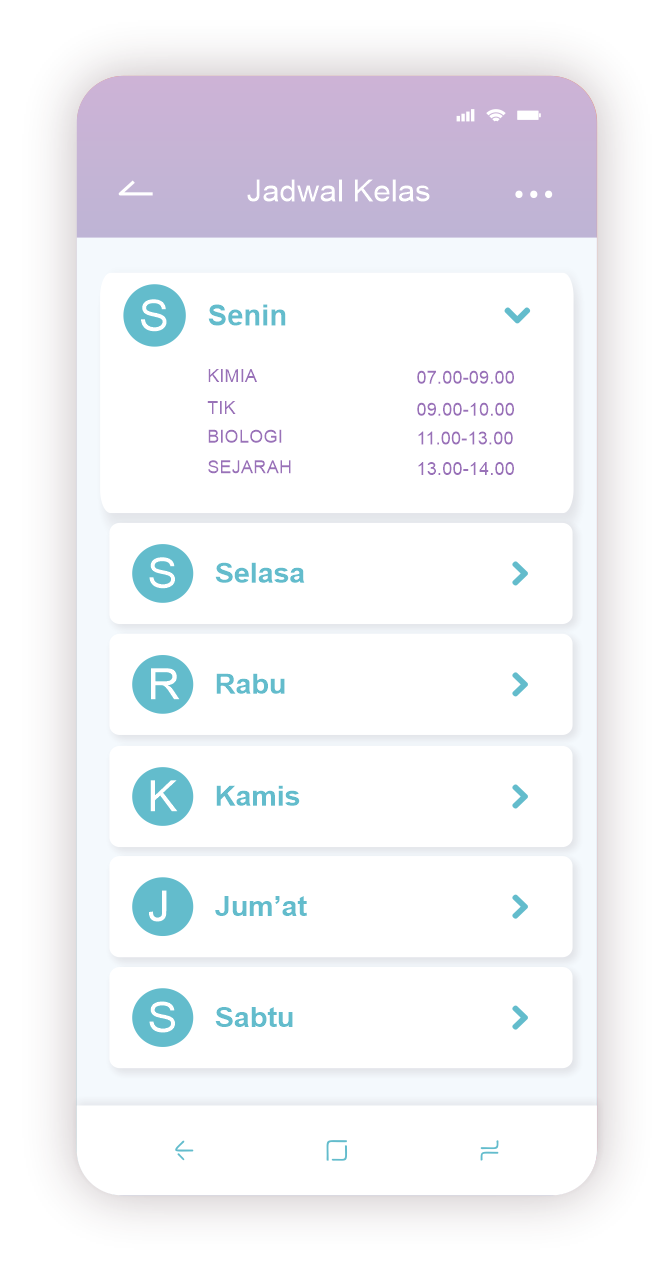 Jadwal Kelas
S Senin
KIMIA 07.00-09.00
TIK 09.00-10.00
BIOLOGI 11.00-13.00
SEJARAH 13.00-14.00
S Selasa
R Rabu
K Kamis
J Jum’at
S Sabtu